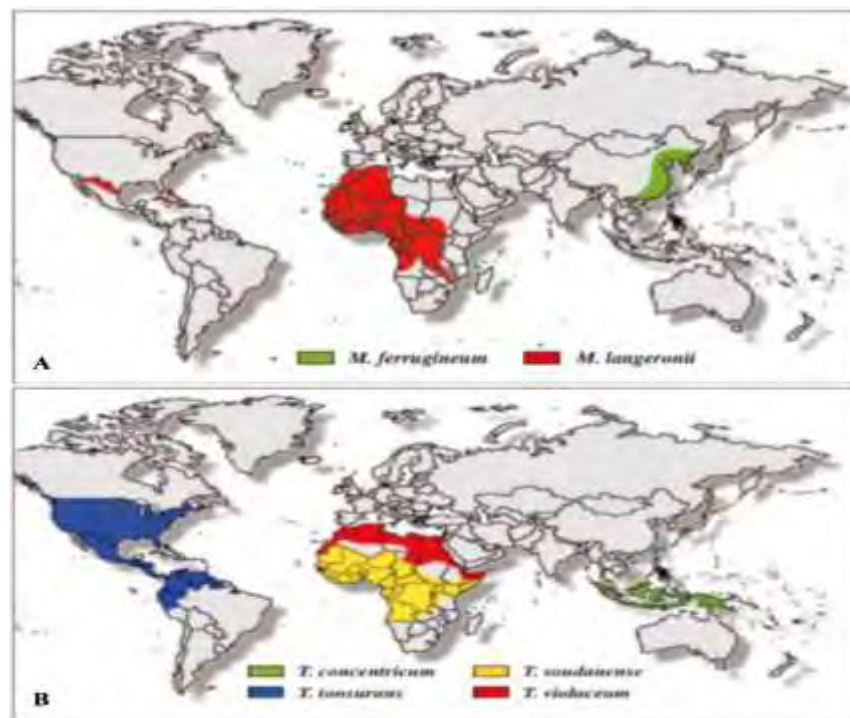 M. ferrugineum M. langeronii
A
T. concentricum T. soudanense
T. tonsurans T. violaceum
B